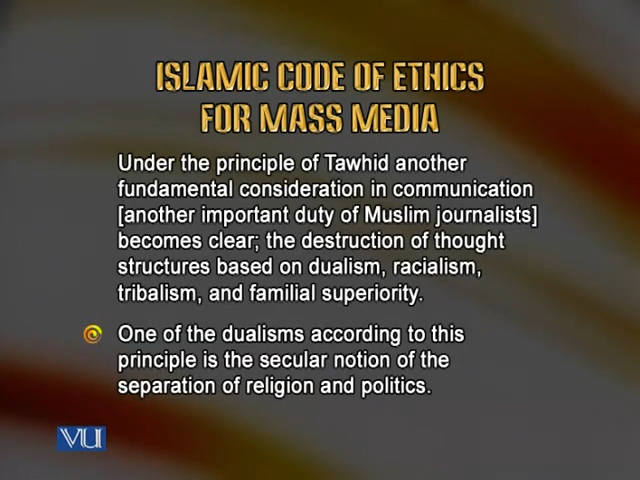 ISLAMIC CODE OF ETHICS
FOR MASS MEDIA
Under the principle of Tawhid another
fundamental consideration in communication
[another important duty of Muslim journalists]
becomes clear; the destruction of thought
structures based on dualism, racialism,
tribalism, and familial superiority.
One of the dualisms according to this
principle is the secular notion of the
separation of religion and politics.
VU